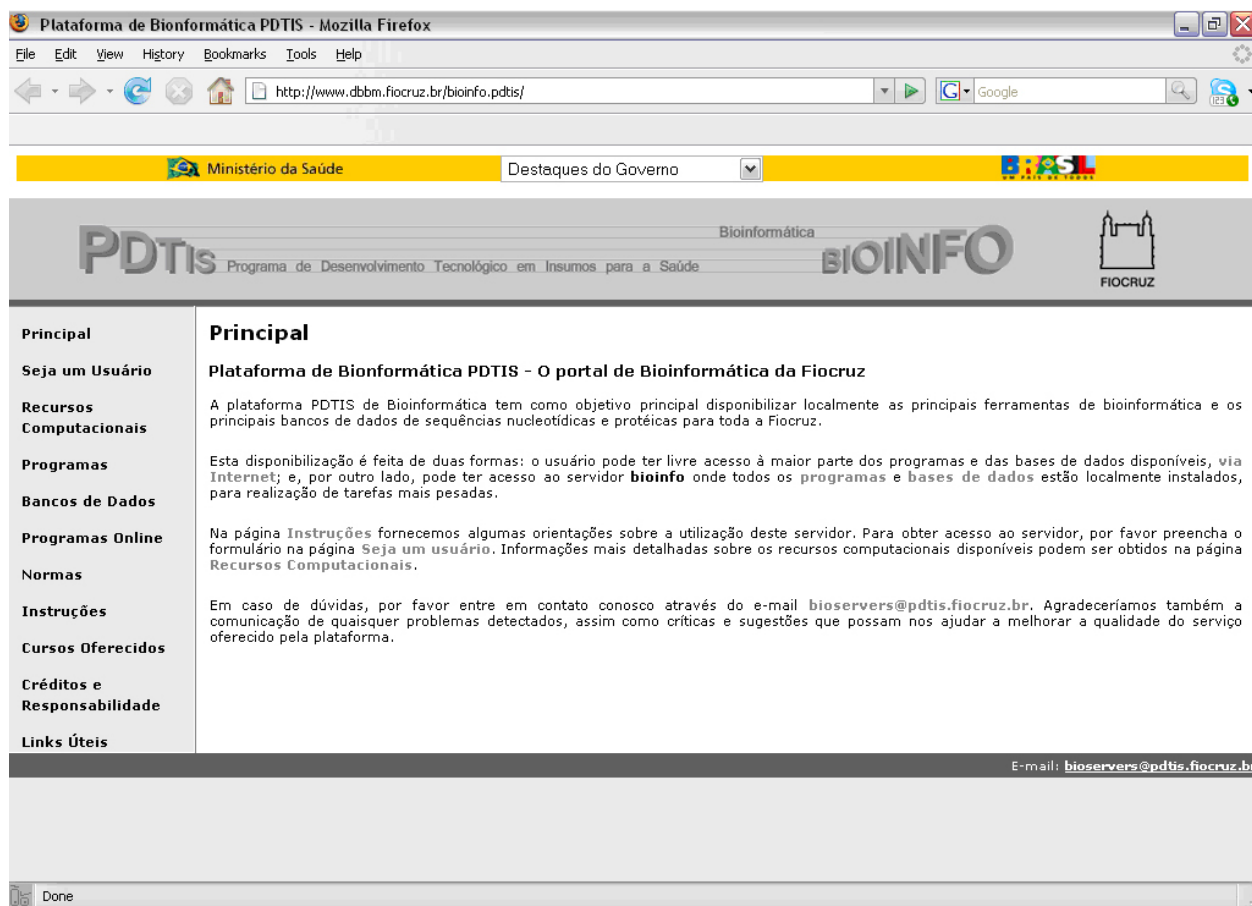 Plataforma de Bionformática PDTIS - Mozilla Firefox
File Edit View History Bookmarks Tools Help
http://www.dbbm.fiocruz.br/bioinfo.pdtis/
G Google
123
Ministério da Saúde
Destaques do Governo
BRASIL
UM PAÍS DE TODOS
PDTIS Programa de Desenvolvimento Tecnológico em Insumos para a Saúde
Bioinformática
BIOINFO
FIOCRUZ
Principal
Seja um Usuário
Recursos
Computacionais
Programas
Bancos de Dados
Programas Online
Normas
Instruções
Cursos Oferecidos
Créditos e
Responsabilidade
Links Úteis
Principal
Plataforma de Bionformática PDTIS - O portal de Bioinformática da Fiocruz
A plataforma PDTIS de Bioinformática tem como objetivo principal disponibilizar localmente as principais ferramentas de bioinformática e os
principais bancos de dados de sequências nucleotídicas e protéicas para toda a Fiocruz.
Esta disponibilização é feita de duas formas: o usuário pode ter livre acesso à maior parte dos programas e das bases de dados disponíveis, via
Internet; e, por outro lado, pode ter acesso ao servidor bioinfo onde todos os programas e bases de dados estão localmente instalados,
para realização de tarefas mais pesadas.
Na página Instruções fornecemos algumas orientações sobre a utilização deste servidor. Para obter acesso ao servidor, por favor preencha o
formulário na página Seja um usuário. Informações mais detalhadas sobre os recursos computacionais disponíveis podem ser obtidos na página
Recursos Computacionais.
Em caso de dúvidas, por favor entre em contato conosco através do e-mail bioservers@pdtis.fiocruz.br. Agradeceríamos também a
comunicação de quaisquer problemas detectados, assim como críticas e sugestões que possam nos ajudar a melhorar a qualidade do serviço
oferecido pela plataforma.
E-mail: bioservers@pdtis.fiocruz.b
Done